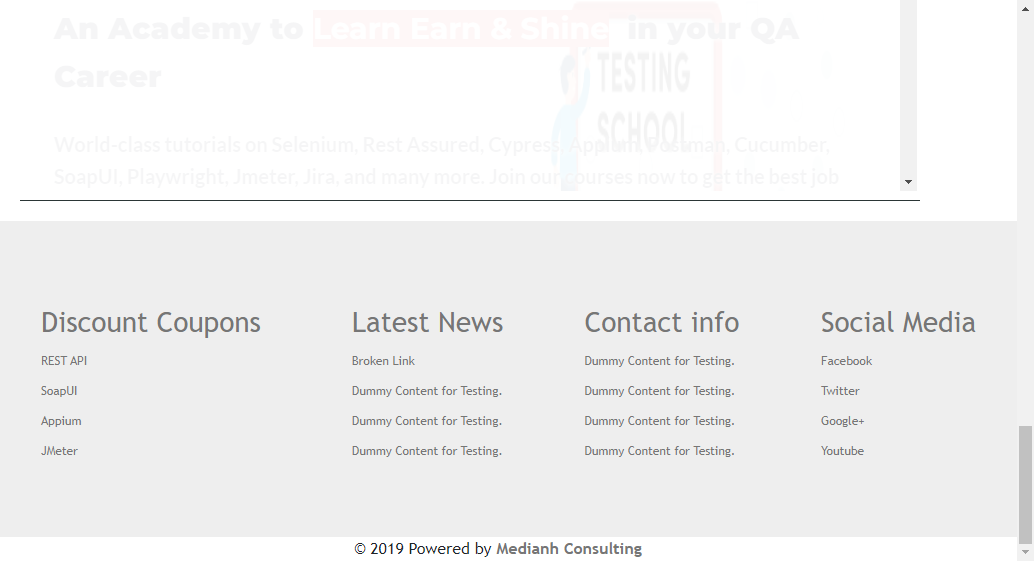 An Academy to Learn Earn & Shine in your QA
Career
TESTING
SCHOOL
World-class tutorials on Selenium, Rest Assured, Cypress, Appium, Postman, Cucumber,
SoapUI, Playwright, Jmeter, Jira, and many more. Join our courses now to get the best job
Discount Coupons
REST API
SoapUI
Appium
JMeter
Latest News
Broken Link
Dummy Content for Testing.
Dummy Content for Testing.
Dummy Content for Testing.
Contact info
Dummy Content for Testing.
Dummy Content for Testing.
Dummy Content for Testing.
Dummy Content for Testing.
Social Media
Facebook
Twitter
Google+
Youtube
© 2019 Powered by Medianh Consulting